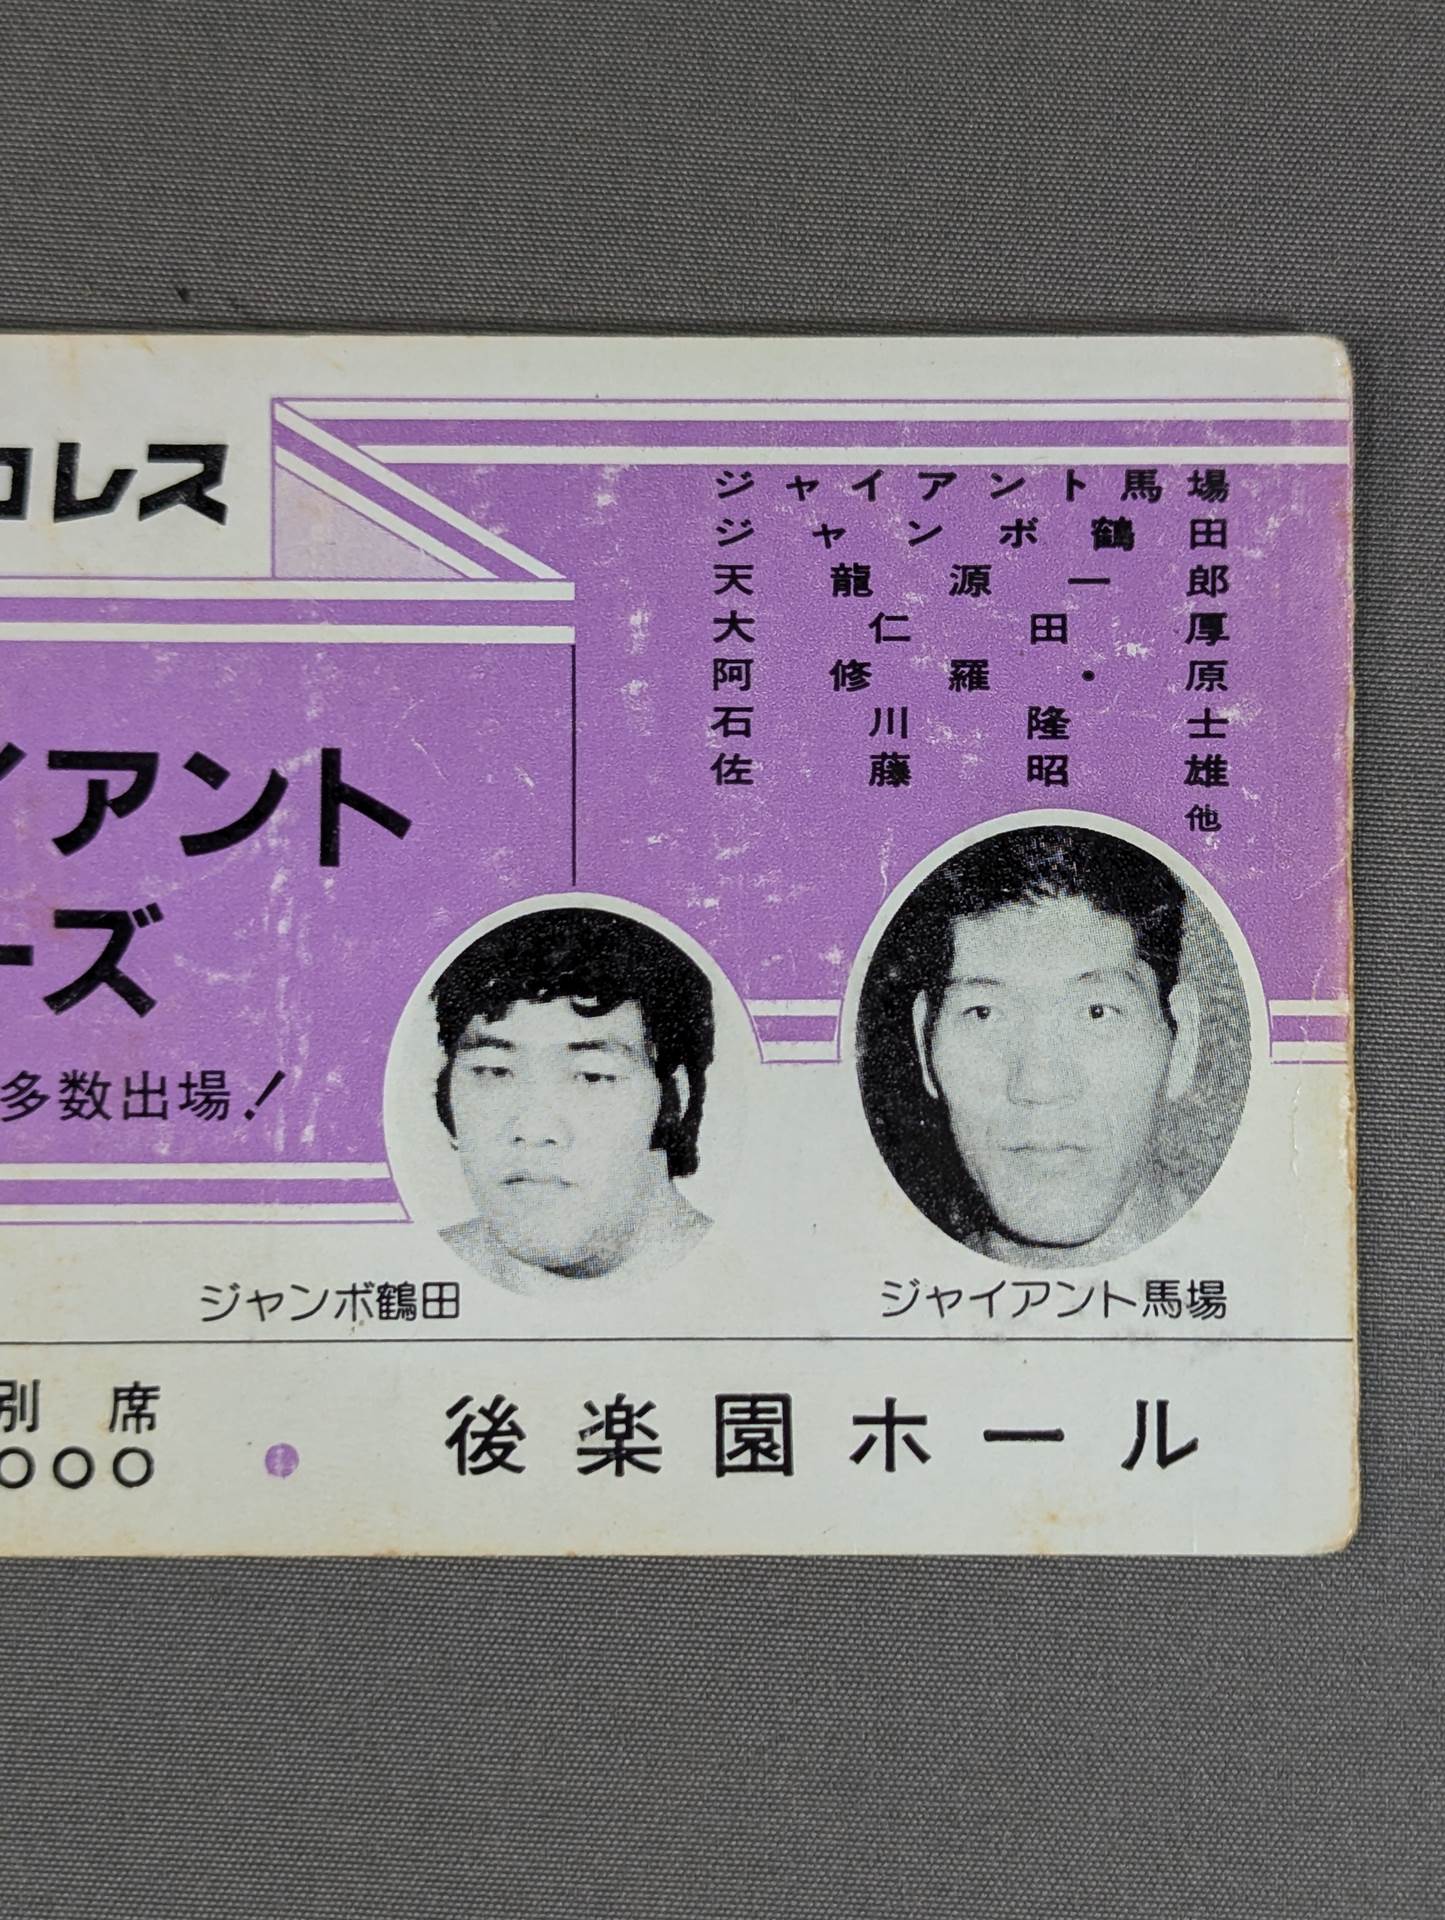 ロレス
ジャイアント馬場
ジャンボ鶴田
天龍源一郎
大仁田厚
阿修羅・原
石川隆士
佐藤昭雄
他
イアント
ーズ
多数出場!
ジャンボ鶴田
ジャイアント馬場
別席
000
後楽園ホール